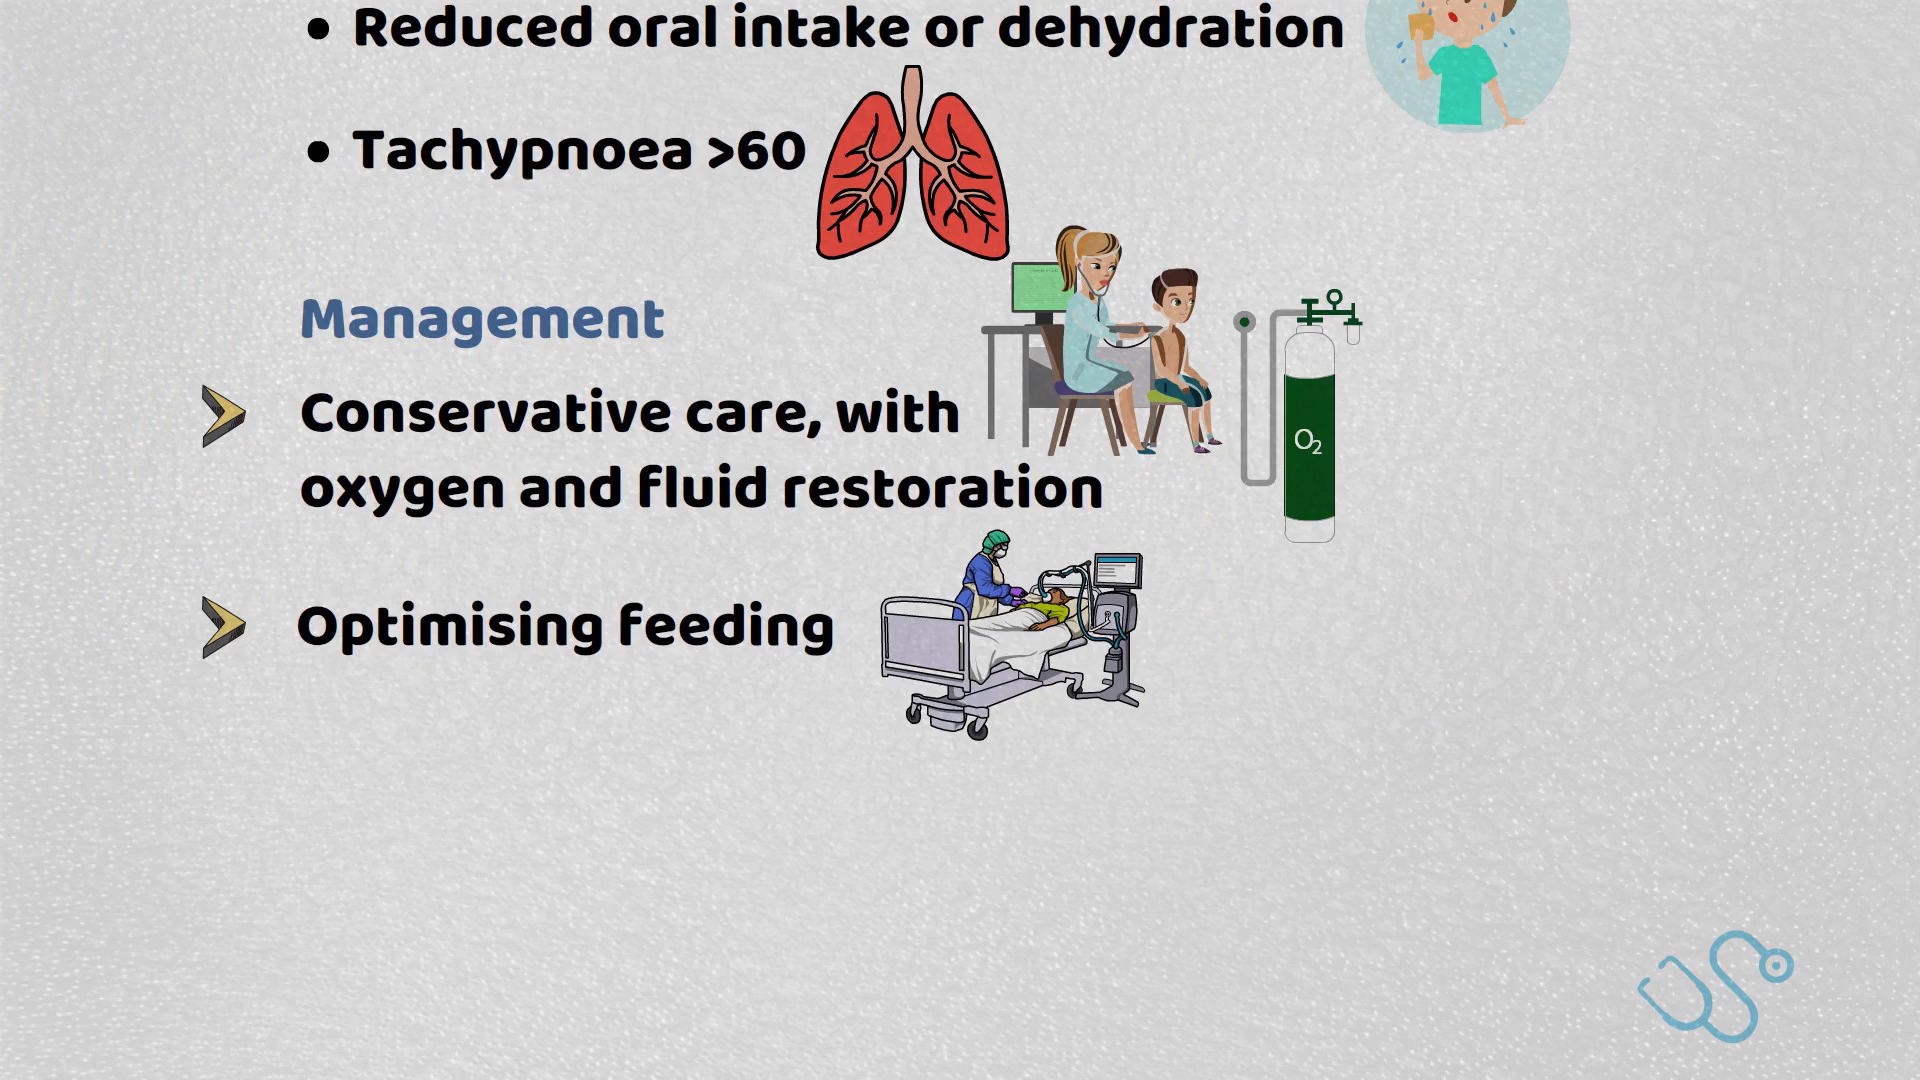 • Reduced oral intake or dehydration
• Tachypnoea >60
Management
Conservative care, with
oxygen and fluid restoration
O₂
Optimising feeding